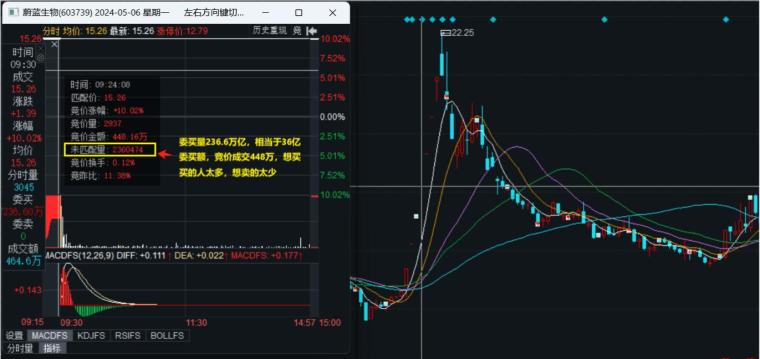 蔚蓝生物(603739) 2024-05-06 星期一 左右方向键切...
分时 均价: 15.26 最新: 15.26 涨停价:12.79 历史重现 竞
15.26
10.02%
时间
09:30
成交
15.26
涨跌
+1.39
涨幅
+10.02%
均价
15.26
分时量
3045
委买
236.60万
委卖
0
成交额
464.6万
7.51%
5.01%
2.51%
0.00%
2.51%
5.02%
7.51%
10.02%
时间: 09:24:00
匹配价: 15.26
竞价涨幅: +10.02%
竞价量: 2937
竞价金额: 448.16万
未匹配量: 2360474
竞价换手: 0.12%
竞昨比: 11.38%
委买量236.6万亿，相当于36亿
委买额，竞价成交448万，想买
买的人太多，想卖的太少
MACDFS(12,26,9) DIFF: +0.111↑ DEA: +0.022↑ MACDFS: +0.177↑
+0.143
09:15 09:30 11:30 14:57 15:00
设置 MACDFS KDJFS RSIFS BOLLFS
分时量 指标
22.25